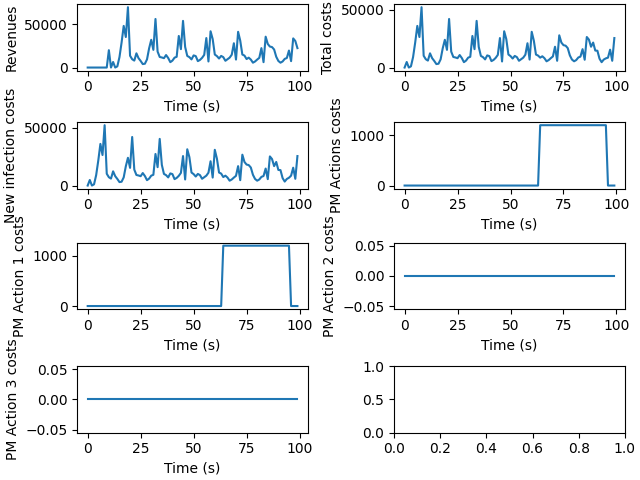 Revenues
50000
0
0 25 50 75 100
Time (s)
Total costs
50000
0
0 25 50 75 100
Time (s)
New infection costs
50000
0
0 25 50 75 100
Time (s)
PM Actions costs
1000
0
0 25 50 75 100
Time (s)
PM Action 1 costs
1000
0
0 25 50 75 100
Time (s)
PM Action 2 costs
0.05
0.00
−0.05
0 25 50 75 100
Time (s)
PM Action 3 costs
0.05
0.00
−0.05
0 25 50 75 100
Time (s)
1.0
0.5
0.0
0.0 0.2 0.4 0.6 0.8 1.0